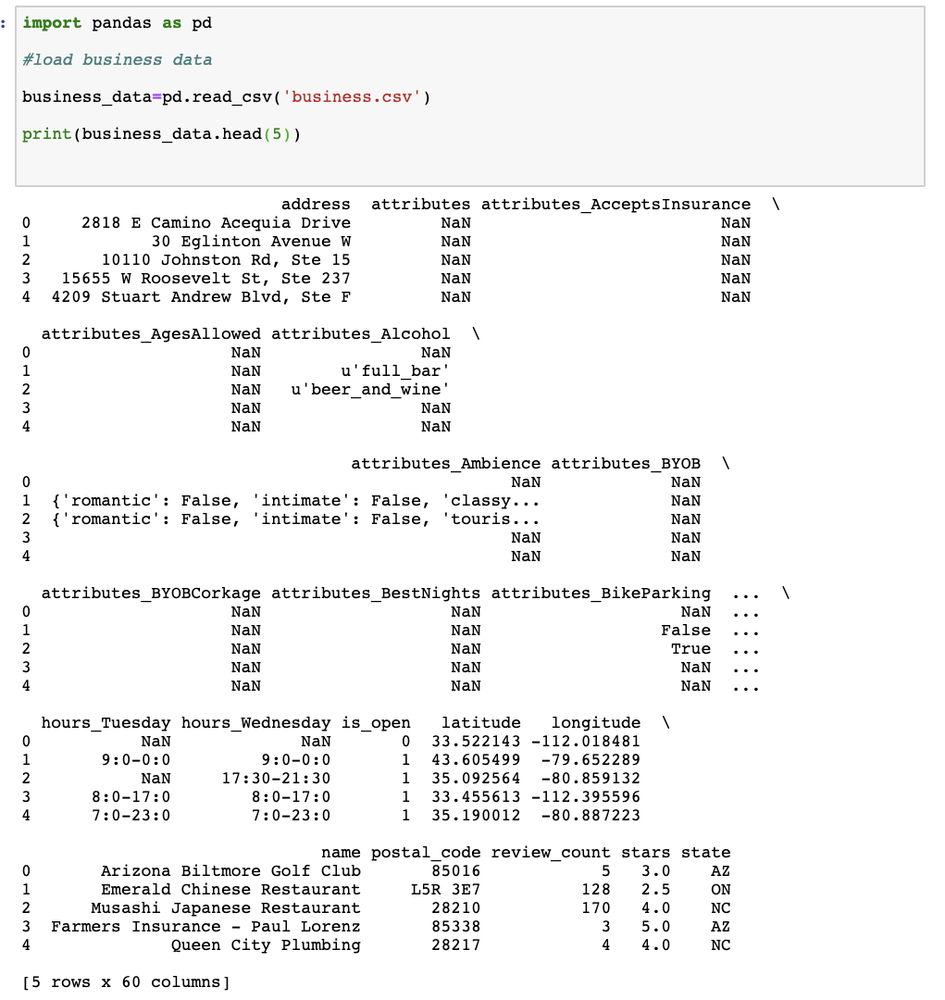 :
import pandas as pd
#load business data
business_data=pd.read_csv('business.csv')
print(business_data.head(5))
address attributes attributes_AcceptsInsurance \
0 2818 E Camino Acequia Drive NaN NaN
1 30 Eglinton Avenue W NaN NaN
2 10110 Johnston Rd, Ste 15 NaN NaN
3 15655 W Roosevelt St, Ste 237 NaN NaN
4 4209 Stuart Andrew Blvd, Ste F NaN NaN
attributes_AgesAllowed attributes_Alcohol \
0 NaN NaN
1 NaN u'full_bar'
2 NaN u'beer_and_wine'
3 NaN NaN
4 NaN NaN
attributes_Ambience attributes_BYOB \
0 NaN NaN
1 {'romantic': False, 'intimate': False, 'classy... NaN
2 {'romantic': False, 'intimate': False, 'touris... NaN
3 NaN NaN
4 NaN NaN
attributes_BYOBCorkage attributes_BestNights attributes_BikeParking ... \
0 NaN NaN NaN ...
1 NaN NaN False ...
2 NaN NaN True ...
3 NaN NaN NaN ...
4 NaN NaN NaN ...
hours_Tuesday hours_Wednesday is_open latitude longitude \
0 NaN NaN 0 33.522143 -112.018481
1 9:0-0:0 9:0-0:0 1 43.605499 -79.652289
2 NaN 17:30-21:30 1 35.092564 -80.859132
3 8:0-17:0 8:0-17:0 1 33.455613 -112.395596
4 7:0-23:0 7:0-23:0 1 35.190012 -80.887223
name postal_code review_count stars state
0 Arizona Biltmore Golf Club 85016 5 3.0 AZ
1 Emerald Chinese Restaurant L5R 3E7 128 2.5 ON
2 Musashi Japanese Restaurant 28210 170 4.0 NC
3 Farmers Insurance - Paul Lorenz 85338 3 5.0 AZ
4 Queen City Plumbing 28217 4 4.0 NC
[5 rows x 60 columns]